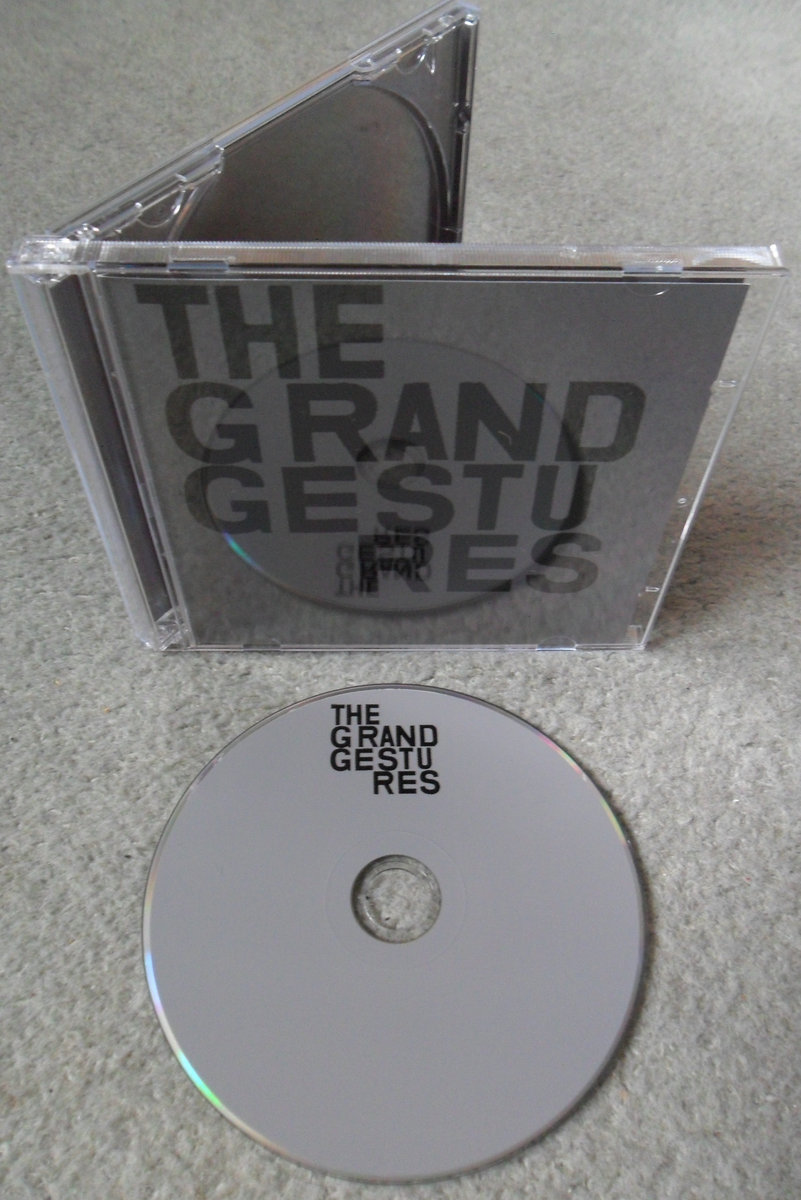 THE
GRAND
GESTU
RES
THE
GRAND
GESTU
RES